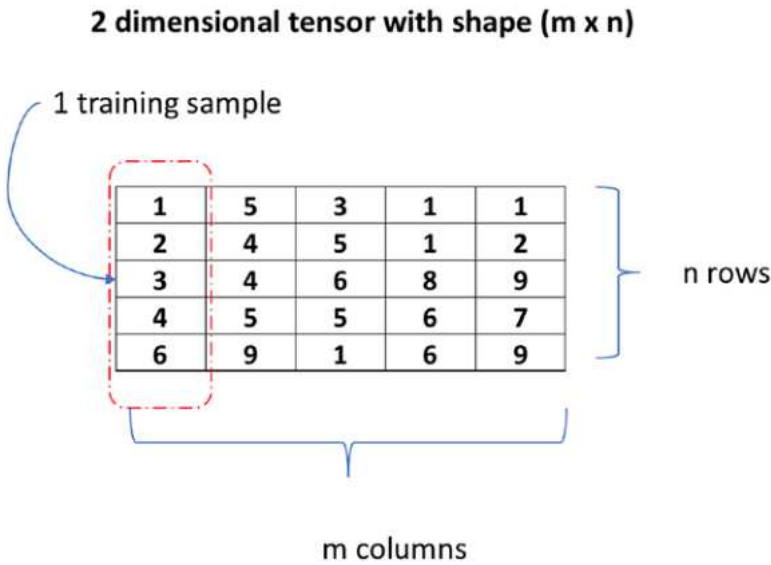 2 dimensional tensor with shape (m x n)
1 training sample
1 5 3 1 1
2 4 5 1 2
3 4 6 8 9
4 5 5 6 7
6 9 1 6 9
n rows
m columns